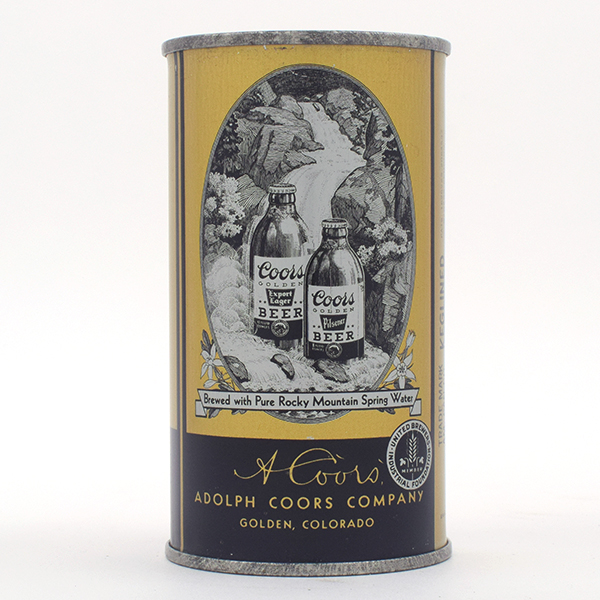 Coors
GOLDEN
Export
Lager
BEER
Coors
GOLDEN
Pilsener
BEER
Brewed with Pure Rocky Mountain Spring Water
A Coors
ADOLPH COORS COMPANY
GOLDEN, COLORADO
UNITED BREWERS
INDUSTRIAL FOUNDATION
MEMBER
TRADE MARK KEGLINED